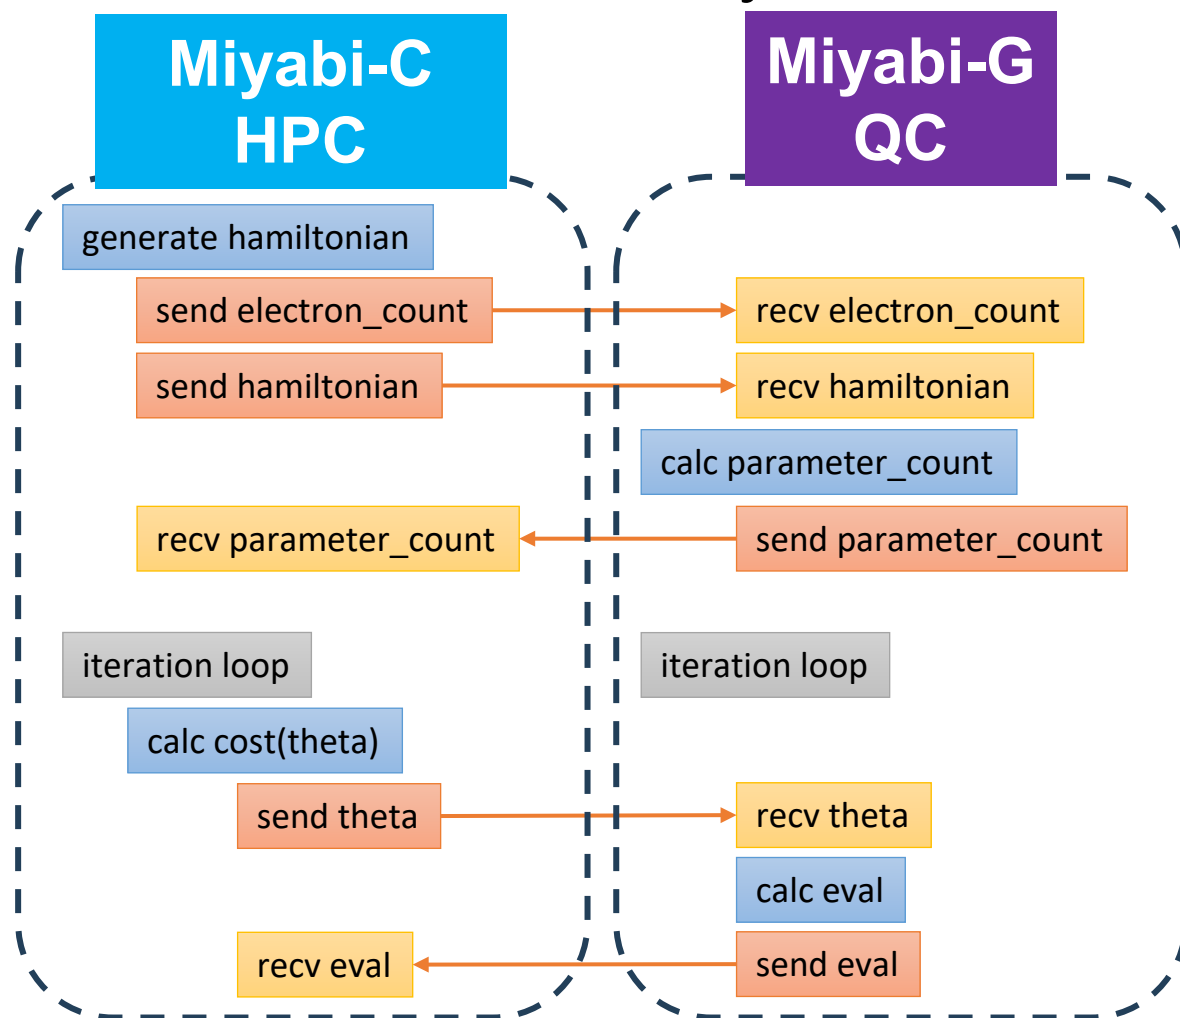 Miyabi-C
HPC
Miyabi-G
QC
generate hamiltonian
send electron_count
recv electron_count
send hamiltonian
recv hamiltonian
calc parameter_count
recv parameter_count
send parameter_count
iteration loop
iteration loop
calc cost(theta)
send theta
recv theta
calc eval
recv eval
send eval